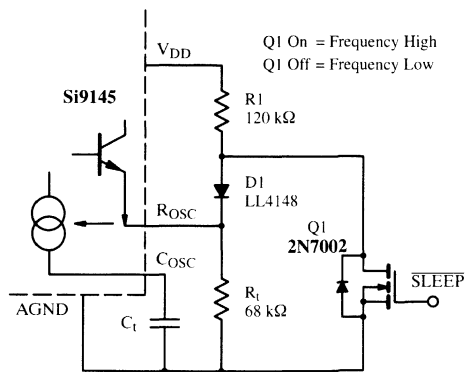 V_DD
Q1 On = Frequency High
Q1 Off = Frequency Low
Si9145
R1
120 kΩ
D1
LL4148
R_OSC
Q1
2N7002
C_OSC
SLEEP
AGND
C_t
R_t
68 kΩ